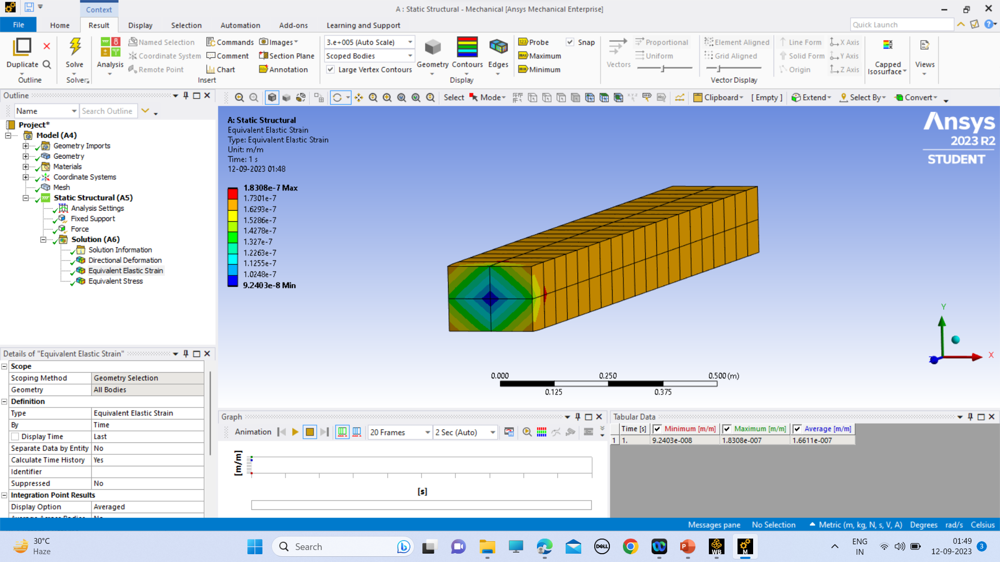 Context
A : Static Structural - Mechanical [Ansys Mechanical Enterprise]
File Home Result Display Selection Automation Add-ons Learning and Support
Quick Launch
Duplicate
Outline
Solve
Solver
Analysis
Named Selection
Coordinate System
Remote Point
Commands
Comment
Chart
Images
Section Plane
Annotation
Insert
3.e+005 (Auto Scale)
Scoped Bodies
Large Vertex Contours
Geometry
Contours
Edges
Display
Probe
Maximum
Minimum
Snap
Vectors
Proportional
Uniform
Element Aligned
Grid Aligned
Vector Display
Line Form
Solid Form
Origin
X Axis
Y Axis
Z Axis
Capped
Isosurface
Views
Outline
Name
Search Outline
Select Mode Clipboard [ Empty ] Extend Select By Convert
Project*
Model (A4)
Geometry Imports
Geometry
Materials
Coordinate Systems
Mesh
Static Structural (A5)
Analysis Settings
Fixed Support
Force
Solution (A6)
Solution Information
Directional Deformation
Equivalent Elastic Strain
Equivalent Stress
A: Static Structural
Equivalent Elastic Strain
Type: Equivalent Elastic Strain
Unit: m/m
Time: 1 s
12-09-2023 01:48
1.8308e-7 Max
1.7301e-7
1.6293e-7
1.5286e-7
1.4278e-7
1.327e-7
1.2263e-7
1.1255e-7
1.0248e-7
9.2403e-8 Min
Ansys
2023 R2
STUDENT
Y
X
0.000 0.250 0.500 (m)
0.125 0.375
Details of "Equivalent Elastic Strain"
Scope
Scoping Method Geometry Selection
Geometry All Bodies
Definition
Type Equivalent Elastic Strain
By Time
Display Time Last
Separate Data by Entity No
Calculate Time History Yes
Identifier
Suppressed No
Integration Point Results
Display Option Averaged
Average Across Bodies No
Graph
Animation 20 Frames 2 Sec (Auto)
[m/m]
[s]
Tabular Data
Time [s] Minimum [m/m] Maximum [m/m] Average [m/m]
1 1. 9.2403e-008 1.8308e-007 1.6611e-007
Messages pane No Selection Metric (m, kg, N, s, V, A) Degrees rad/s Celsius
30°C
Haze
Search
DELL
WB
M
ENG
IN
01:49
12-09-2023
3